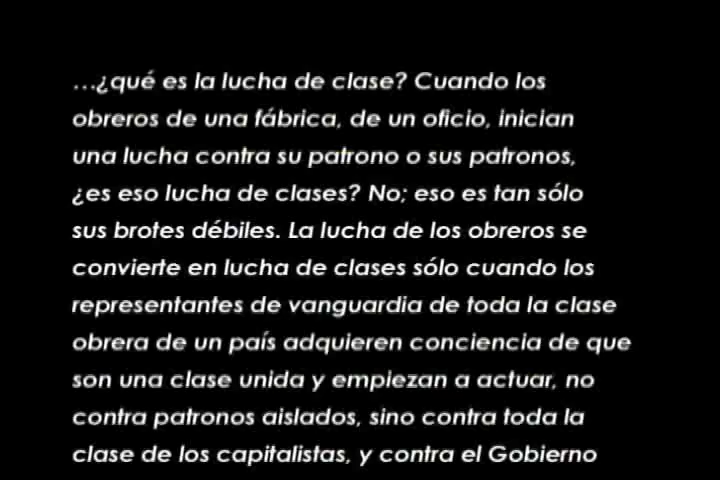 ...¿qué es la lucha de clase? Cuando los
obreros de una fábrica, de un oficio, inician
una lucha contra su patrono o sus patronos,
¿es eso lucha de clases? No; eso es tan sólo
sus brotes débiles. La lucha de los obreros se
convierte en lucha de clases sólo cuando los
representantes de vanguardia de toda la clase
obrera de un país adquieren conciencia de que
son una clase unida y empiezan a actuar, no
contra patronos aislados, sino contra toda la
clase de los capitalistas, y contra el Gobierno